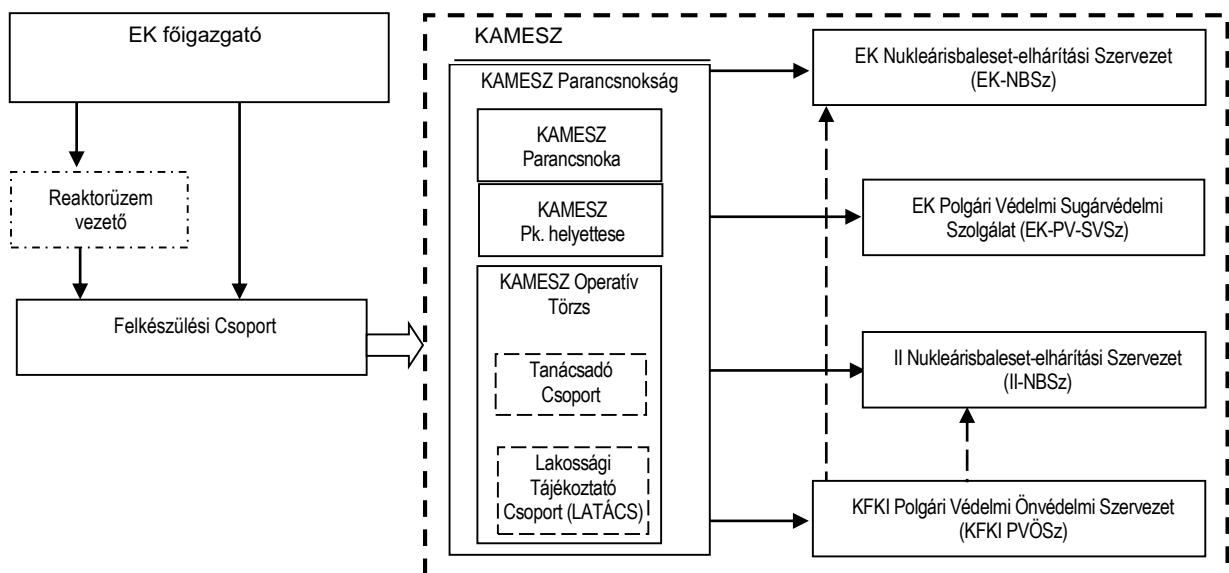 EK főigazgató
Reaktorüzem
vezető
Felkészülési Csoport
KAMESZ
KAMESZ Parancsnokság
KAMESZ
Parancsnoka
KAMESZ
Pk. helyettese
KAMESZ Operatív
Törzs
Tanácsadó
Csoport
Lakossági
Tájékoztató
Csoport (LATÁCS)
EK Nukleárisbaleset-elhárítási Szervezet
(EK-NBSz)
EK Polgári Védelmi Sugárvédelmi
Szolgálat (EK-PV-SVSz)
II Nukleárisbaleset-elhárítási Szervezet
(II-NBSz)
KFKI Polgári Védelmi Önvédelmi Szervezet
(KFKI PVÖSz)